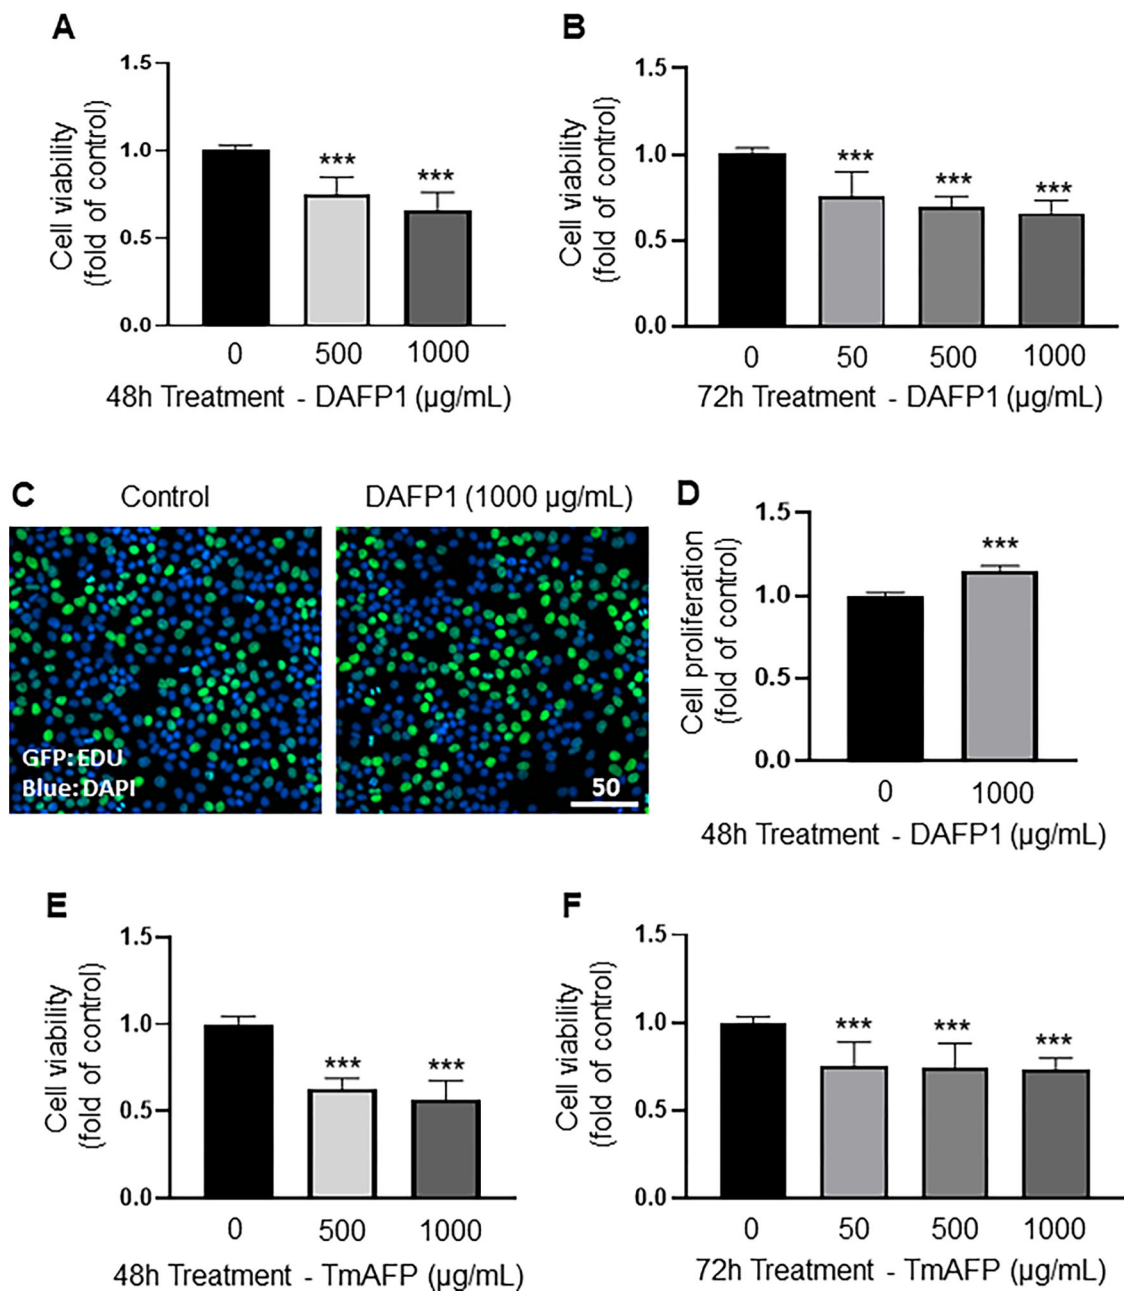 A
Cell viability
(fold of control)
1.5
1.0
0.5
0.0
***
***
0 500 1000
48h Treatment - DAFP1 (µg/mL)
B
Cell viability
(fold of control)
1.5
1.0
0.5
0.0
***
***
***
0 50 500 1000
72h Treatment - DAFP1 (µg/mL)
C
Control
DAFP1 (1000 µg/mL)
GFP:EDU
Blue:DAPI
50
D
Cell proliferation
(fold of control)
1.5
1.0
0.5
0.0
***
0 1000
48h Treatment - DAFP1 (µg/mL)
E
Cell viability
(fold of control)
1.5
1.0
0.5
0.0
***
***
0 500 1000
48h Treatment - TmAFP (µg/mL)
F
Cell viability
(fold of control)
1.5
1.0
0.5
0.0
***
***
***
0 50 500 1000
72h Treatment - TmAFP (µg/mL)